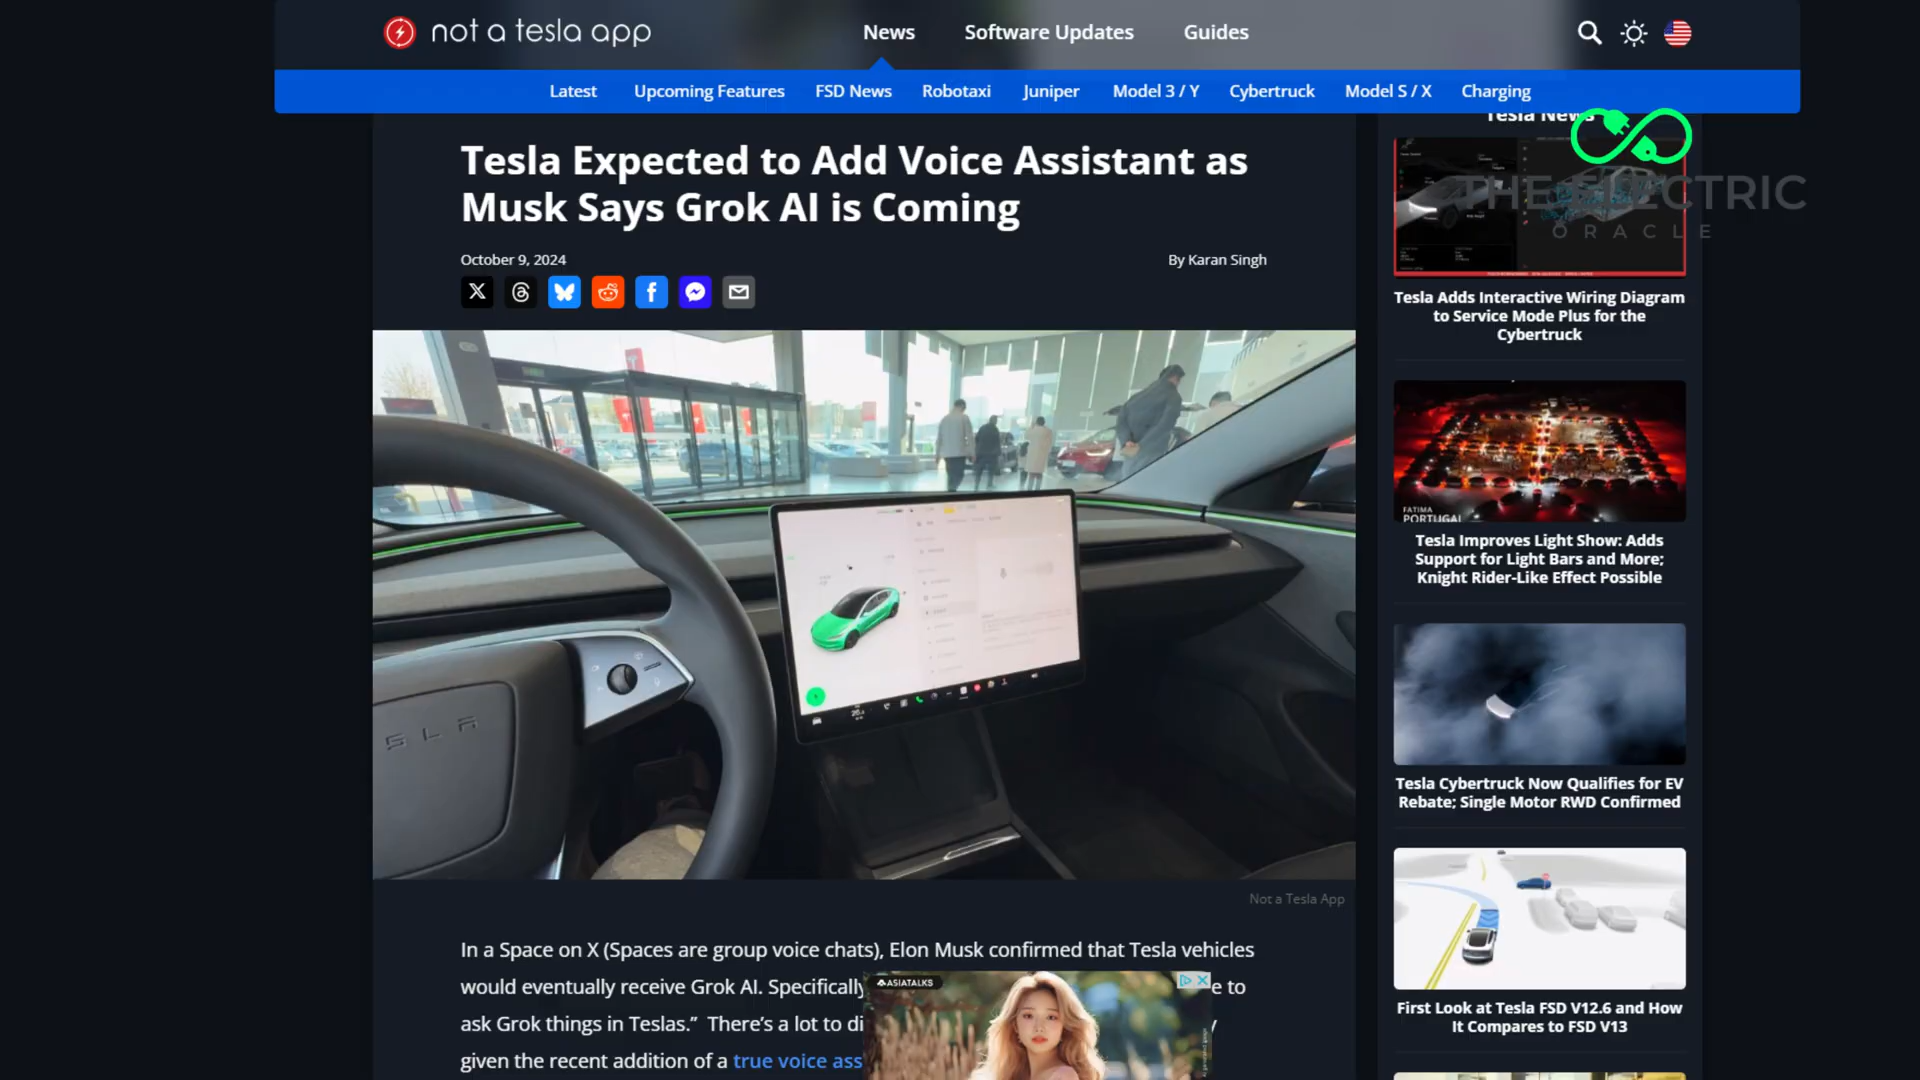 not a tesla app
News
Software Updates
Guides
Latest
Upcoming Features
FSD News
Robotaxi
Juniper
Model 3 / Y
Cybertruck
Model S / X
Charging
Tesla News
THE ELECTRIC
ORACLE
Tesla Expected to Add Voice Assistant as
Musk Says Grok AI is Coming
October 9, 2024
By Karan Singh
Not a Tesla App
In a Space on X (Spaces are group voice chats), Elon Musk confirmed that Tesla vehicles
would eventually receive Grok AI. Specifically
e to
ask Grok things in Teslas.” There’s a lot to di
given the recent addition of a true voice ass
ASIATALKS
Tesla Adds Interactive Wiring Diagram
to Service Mode Plus for the
Cybertruck
FATIMA
PORTUGAL
Tesla Improves Light Show: Adds
Support for Light Bars and More;
Knight Rider-Like Effect Possible
Tesla Cybertruck Now Qualifies for EV
Rebate; Single Motor RWD Confirmed
First Look at Tesla FSD V12.6 and How
It Compares to FSD V13